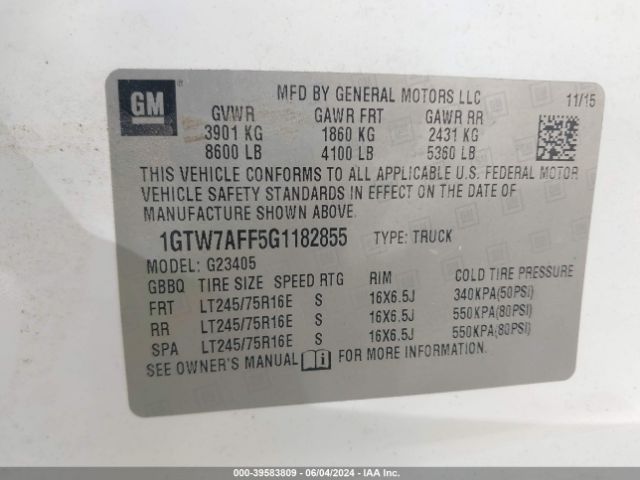 GM
MFD BY GENERAL MOTORS LLC
11/15
GVWR GAWR FRT GAWR RR
3901 KG 1860 KG 2431 KG
8600 LB 4100 LB 5360 LB
THIS VEHICLE CONFORMS TO ALL APPLICABLE U.S. FEDERAL MOTOR
VEHICLE SAFETY STANDARDS IN EFFECT ON THE DATE OF
MANUFACTURE SHOWN ABOVE.
1GTW7AFF5G1182855 TYPE: TRUCK
MODEL: G23405
GBBQ TIRE SIZE SPEED RTG RIM COLD TIRE PRESSURE
FRT LT245/75R16E S 16X6.5J 340KPA(50PSI)
RR LT245/75R16E S 16X6.5J 550KPA(80PSI)
SPA LT245/75R16E S 16X6.5J 550KPA(80PSI)
SEE OWNER'S MANUAL FOR MORE INFORMATION.
000-39583809 - 06/04/2024 - IAA Inc.